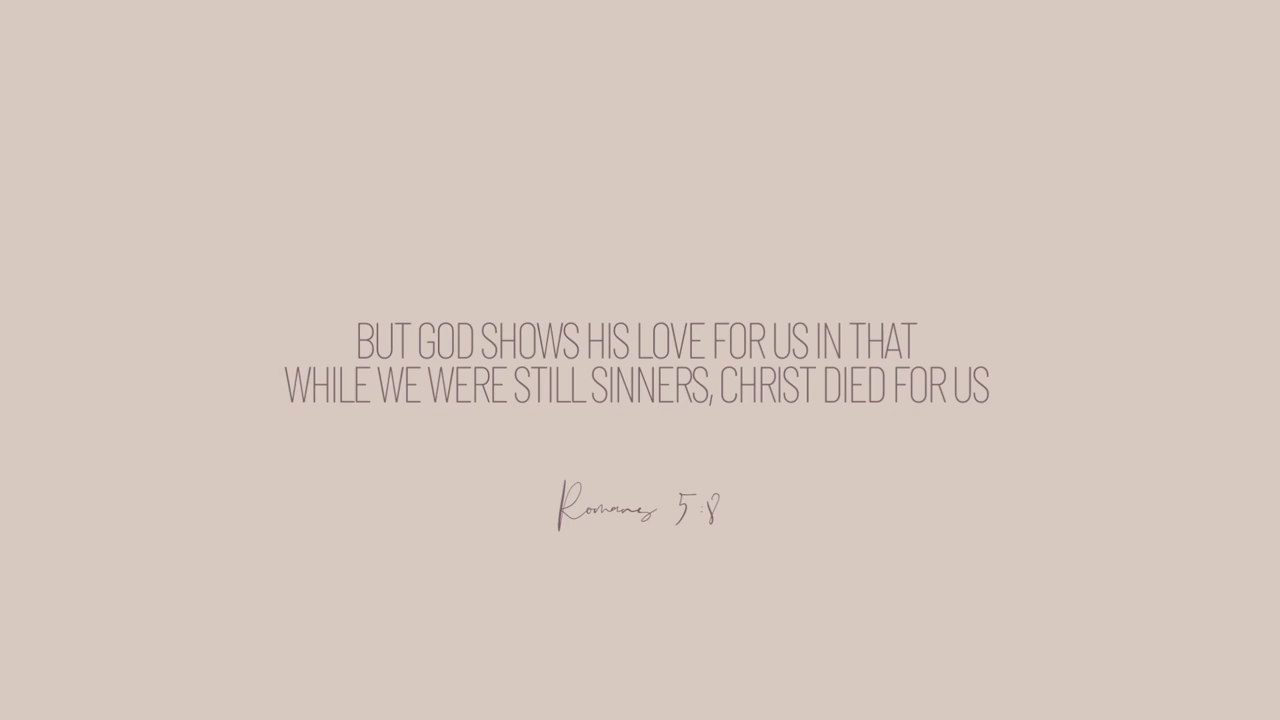 BUT GOD SHOWS HIS LOVE FOR US IN THAT
WHILE WE WERE STILL SINNERS, CHRIST DIED FOR US
Romans 5:8